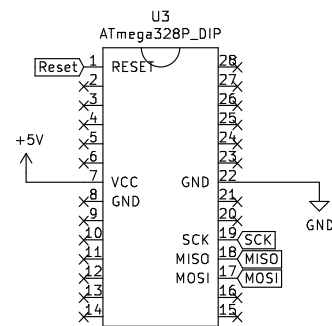 U3
ATmega328P_DIP
Reset 1 RESET 28
2 27
3 26
4 25
5 24
+5V
6 23
7 VCC GND 22
8 GND 21
GND
9 20
10 SCK 19 SCK
11 MISO 18 MISO
12 MOSI 17 MOSI
13 16
14 15